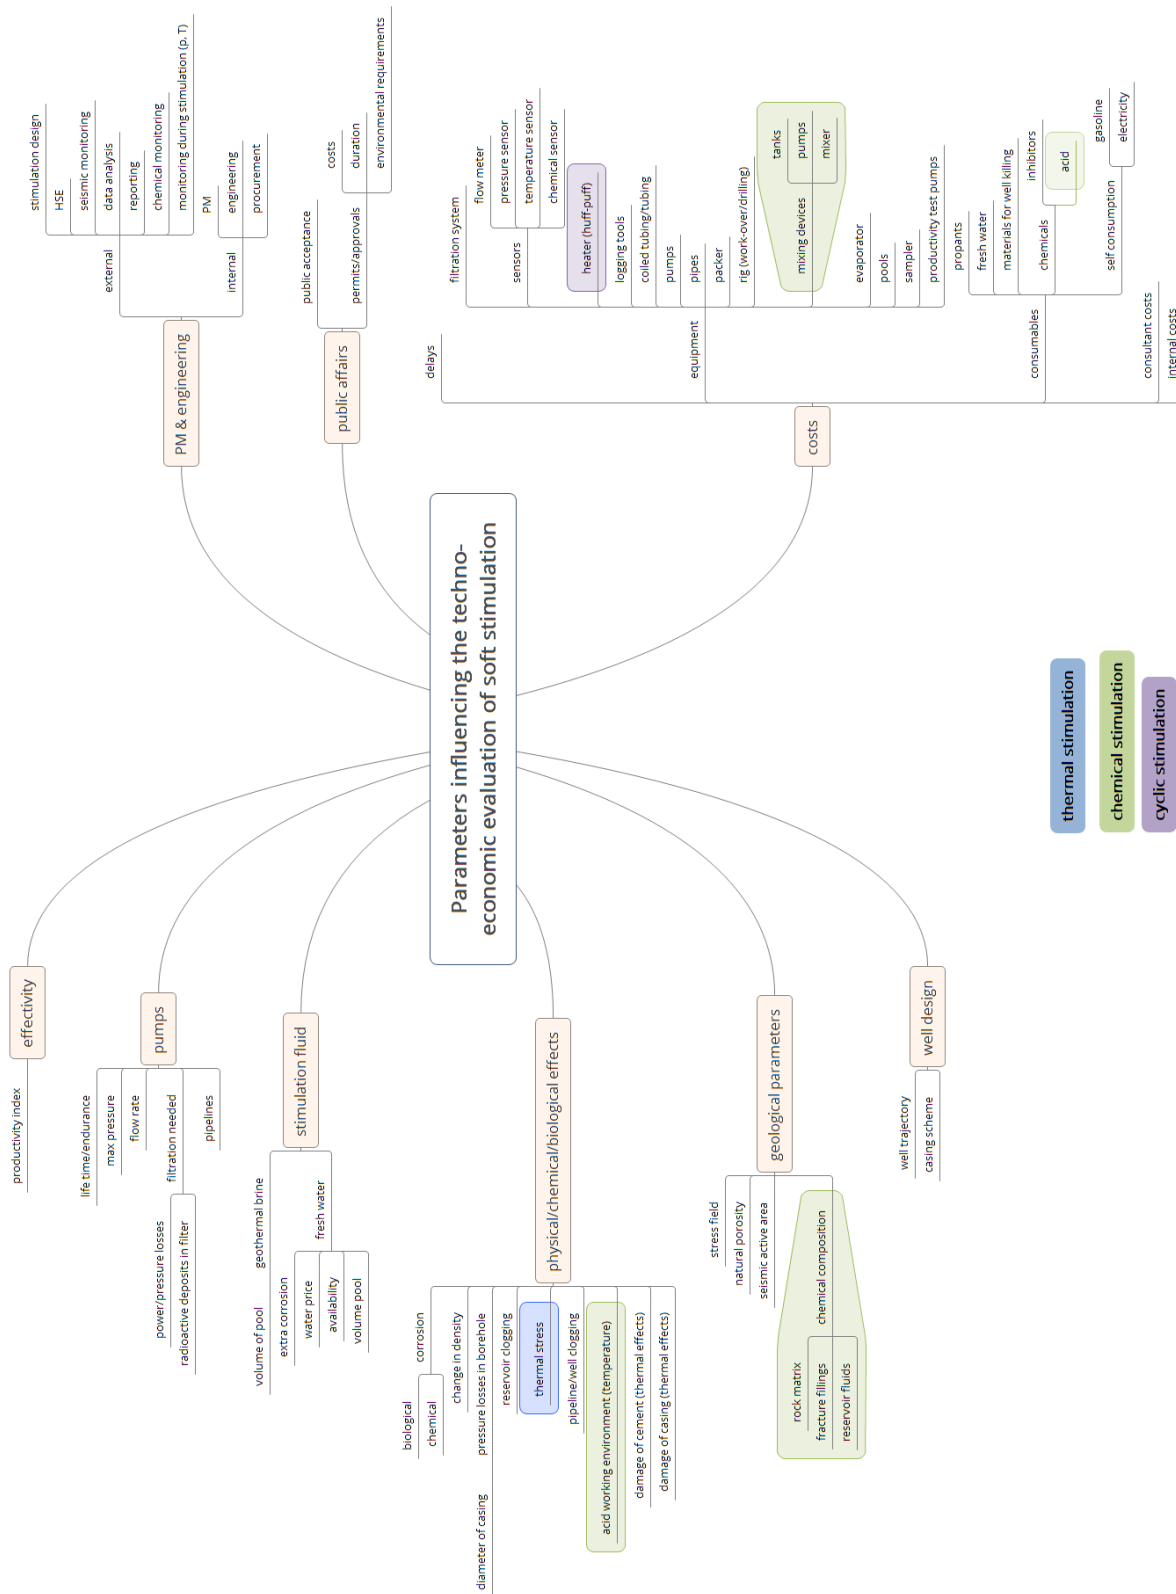 Parameters influencing the techno-
economic evaluation of soft stimulation
effectivity
productivity index
pumps
life time/endurance
max pressure
flow rate
filtration needed
power/pressure losses
radioactive deposits in filter
pipelines
stimulation fluid
geothermal brine
volume of pool
fresh water
extra corrosion
water price
availability
volume pool
physical/chemical/biological effects
corrosion
biological
chemical
change in density
pressure losses in borehole
diameter of casing
reservoir clogging
thermal stress
pipeline/well clogging
acid working environment (temperature)
damage of cement (thermal effects)
damage of casing (thermal effects)
geological parameters
stress field
natural porosity
seismic active area
chemical composition
rock matrix
fracture fillings
reservoir fluids
well design
well trajectory
casing scheme
PM & engineering
external
stimulation design
HSE
seismic monitoring
data analysis
reporting
chemical monitoring
monitoring during stimulation (p, T)
internal
PM
engineering
procurement
public affairs
public acceptance
permits/approvals
costs
duration
environmental requirements
costs
delays
equipment
filtration system
sensors
flow meter
pressure sensor
temperature sensor
chemical sensor
heater (huff-puff)
logging tools
coiled tubing/tubing
pumps
pipes
packer
rig (work-over/drilling)
mixing devices
tanks
pumps
mixer
evaporator
pools
sampler
productivity test pumps
consumables
propants
fresh water
materials for well killing
chemicals
inhibitors
acid
self consumption
gasoline
electricity
consultant costs
internal costs
thermal stimulation
chemical stimulation
cyclic stimulation